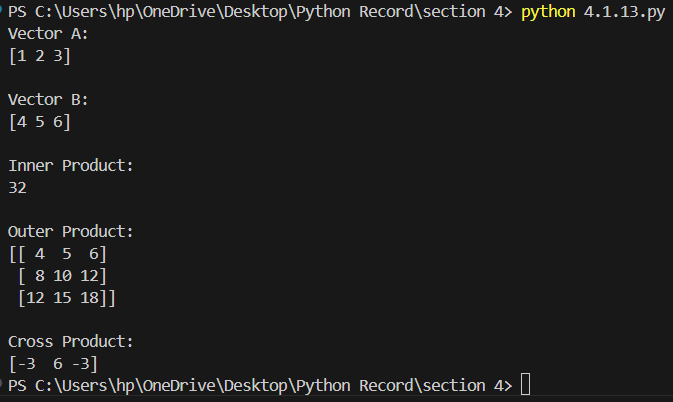 PS C:\Users\hp\OneDrive\Desktop\Python Record\section 4> python 4.1.13.py
Vector A:
[1 2 3]

Vector B:
[4 5 6]

Inner Product:
32

Outer Product:
[[ 4  5  6]
 [ 8 10 12]
 [12 15 18]]

Cross Product:
[-3  6 -3]
PS C:\Users\hp\OneDrive\Desktop\Python Record\section 4>